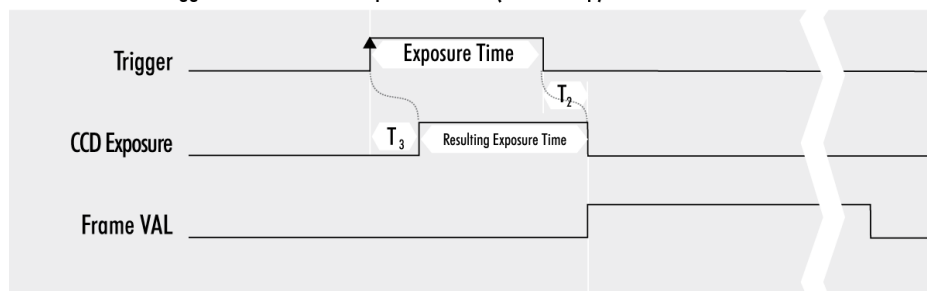 Trigger
Exposure Time
T2
CCD Exposure
T3
Resulting Exposure Time
Frame VAL